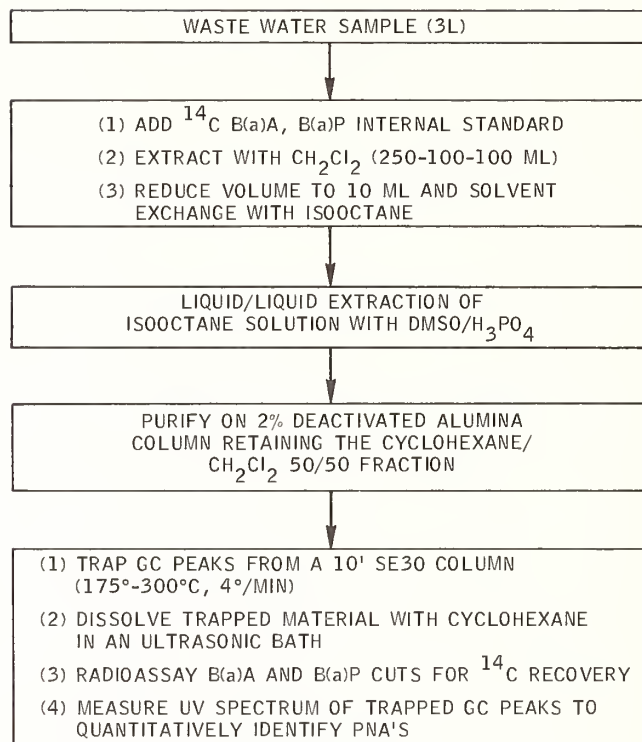 WASTE WATER SAMPLE (3L)
(1) ADD ¹⁴C B(a)A, B(a)P INTERNAL STANDARD
(2) EXTRACT WITH CH₂Cl₂ (250-100-100 ML)
(3) REDUCE VOLUME TO 10 ML AND SOLVENT
EXCHANGE WITH ISOOCTANE
LIQUID/LIQUID EXTRACTION OF
ISOOCTANE SOLUTION WITH DMSO/H₃PO₄
PURIFY ON 2% DEACTIVATED ALUMINA
COLUMN RETAINING THE CYCLOHEXANE/
CH₂Cl₂ 50/50 FRACTION
(1) TRAP GC PEAKS FROM A 10' SE30 COLUMN
(175°-300°C, 4°/MIN)
(2) DISSOLVE TRAPPED MATERIAL WITH CYCLOHEXANE
IN AN ULTRASONIC BATH
(3) RADIOASSAY B(a)A AND B(a)P CUTS FOR ¹⁴C RECOVERY
(4) MEASURE UV SPECTRUM OF TRAPPED GC PEAKS TO
QUANTITATIVELY IDENTIFY PNA'S